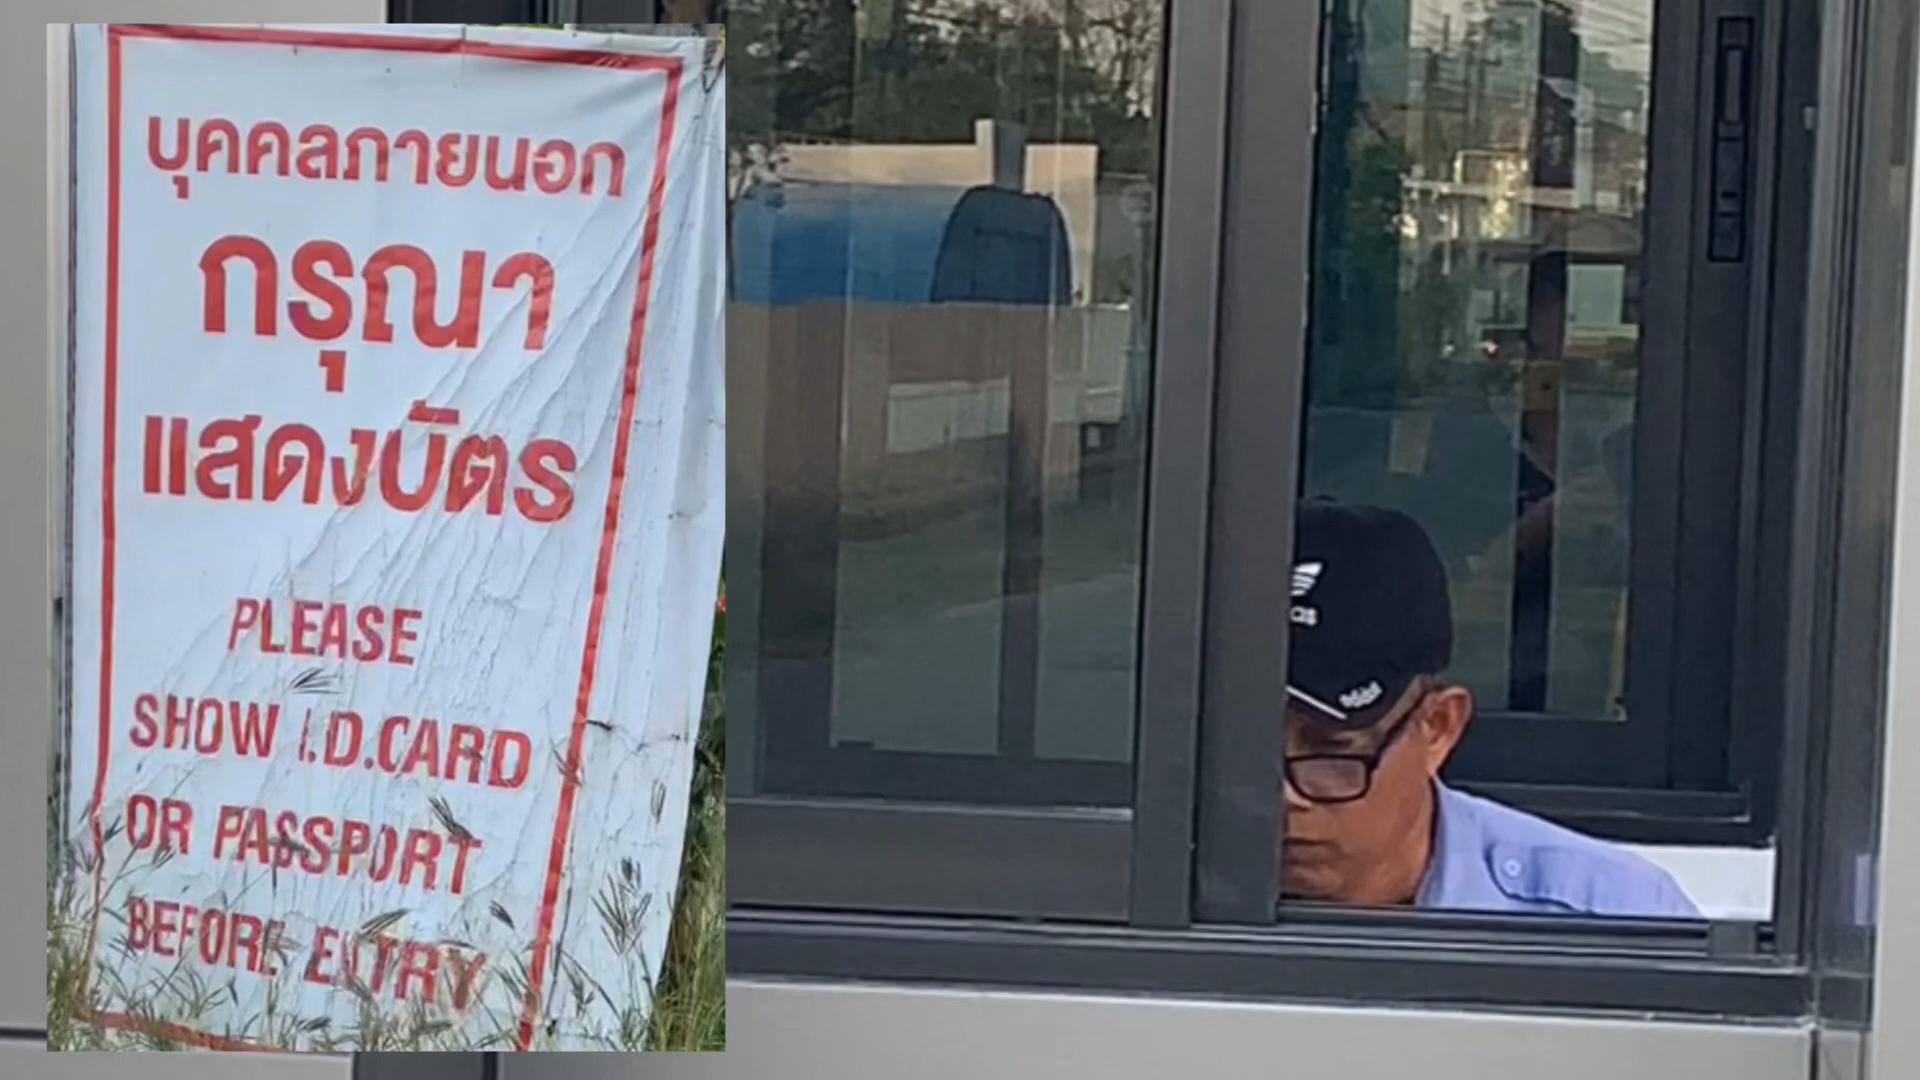 บุคคลภายนอก
กรุณา
แสดงบัตร
PLEASE
SHOW I.D.CARD
OR PASSPORT
BEFORE ENTRY